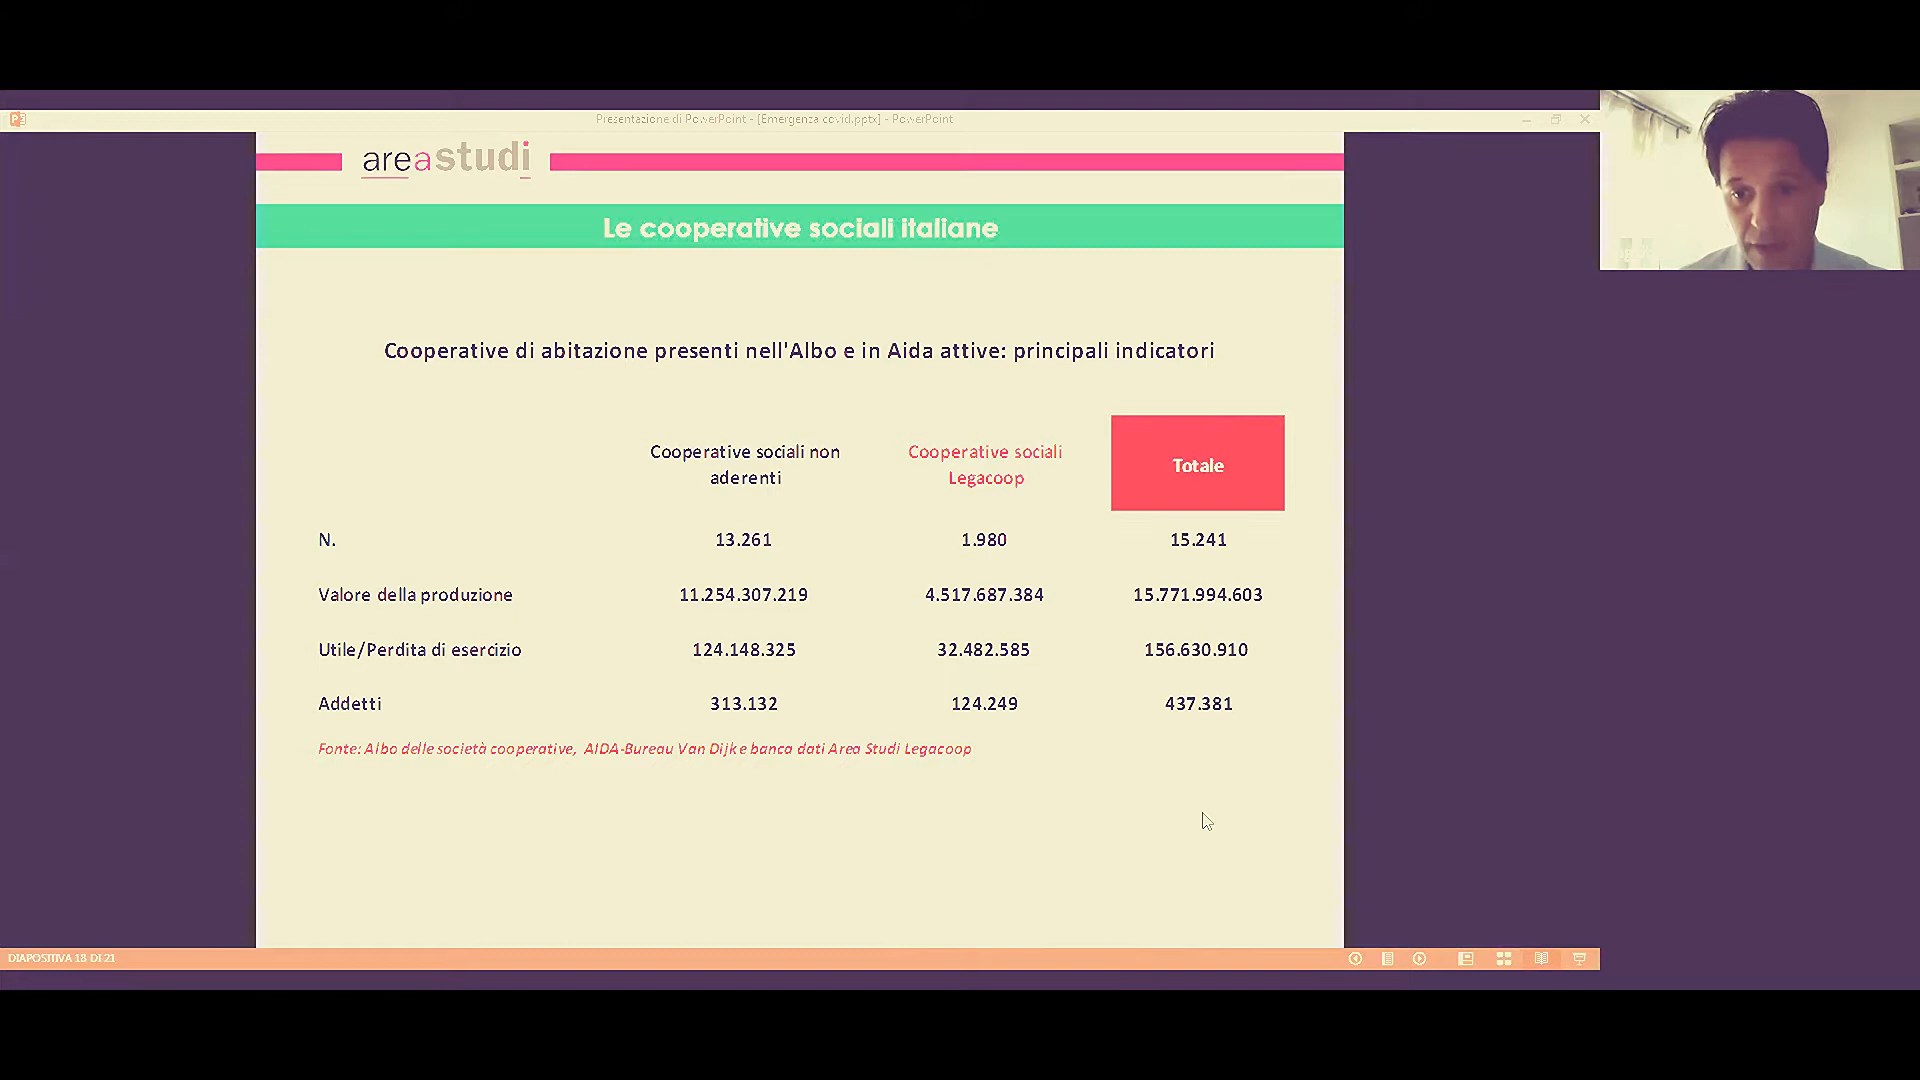 Presentazione di PowerPoint - [Emergenza covid.pptx] - PowerPoint
areastudi
Le cooperative sociali italiane
Cooperative di abitazione presenti nell'Albo e in Aida attive: principali indicatori
Cooperative sociali non aderenti Cooperative sociali Legacoop Totale
N. 13.261 1.980 15.241
Valore della produzione 11.254.307.219 4.517.687.384 15.771.994.603
Utile/Perdita di esercizio 124.148.325 32.482.585 156.630.910
Addetti 313.132 124.249 437.381
Fonte: Albo delle società cooperative, AIDA-Bureau Van Dijk e banca dati Area Studi Legacoop
DIAPOSITIVA 18 DI 21